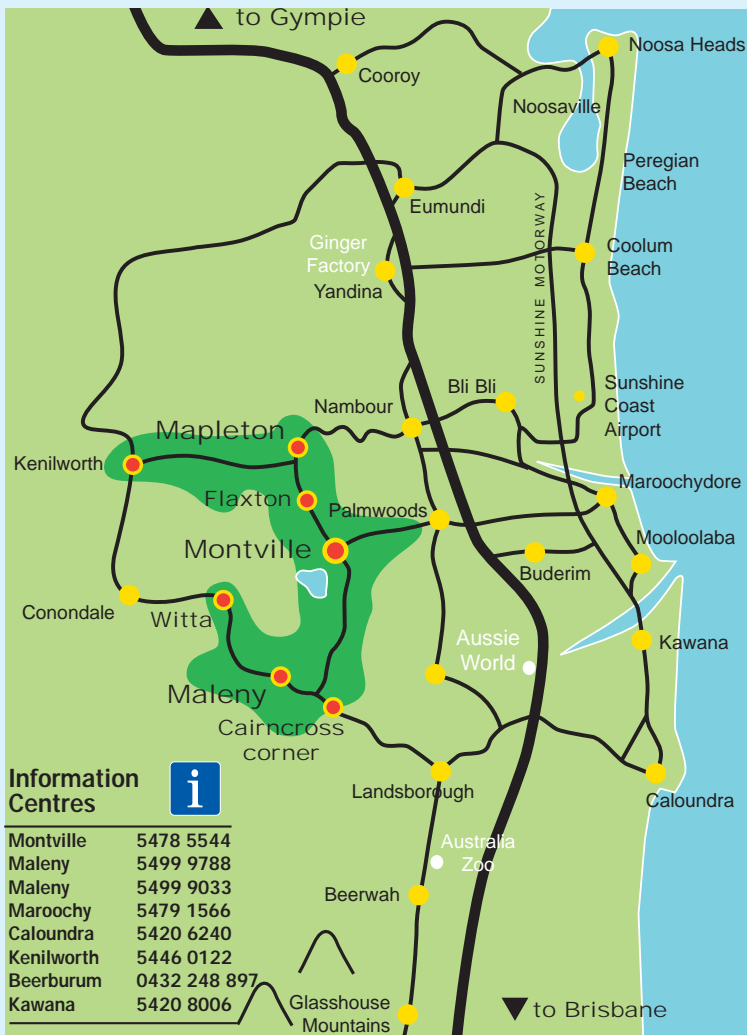 to Gympie
Noosa Heads
Cooroy
Noosaville
Peregian
Beach
Eumundi
SUNSHINE MOTORWAY
Ginger
Factory
Coolum
Beach
Yandina
Bli Bli
Sunshine
Coast
Airport
Nambour
Mapleton
Kenilworth
Maroochydore
Flaxton
Palmwoods
Mooloolaba
Montville
Buderim
Conondale
Witta
Aussie
World
Kawana
Maleny
Cairncross
corner
Information
Centres
i
Landsborough
Caloundra
Montville 5478 5544
Maleny 5499 9788
Maleny 5499 9033
Maroochy 5479 1566
Caloundra 5420 6240
Kenilworth 5446 0122
Beerburum 0432 248 897
Kawana 5420 8006
Australia
Zoo
Beerwah
Glasshouse
Mountains
to Brisbane